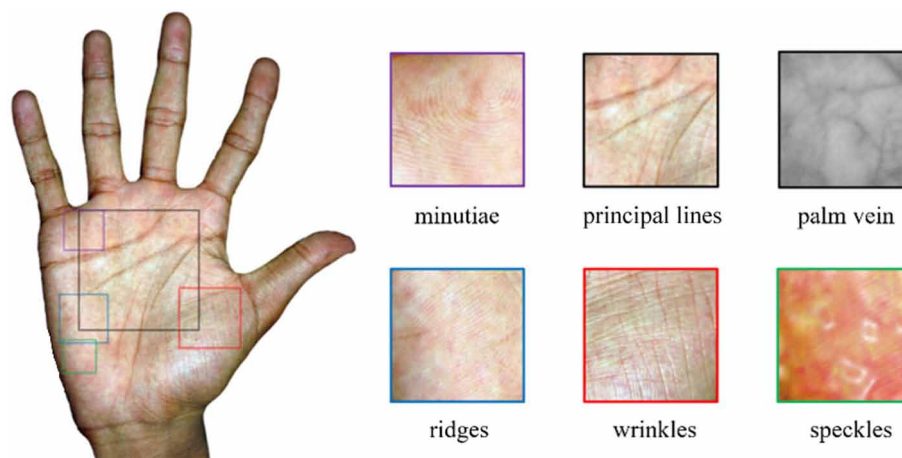 minutiae
principal lines
palm vein
ridges
wrinkles
speckles